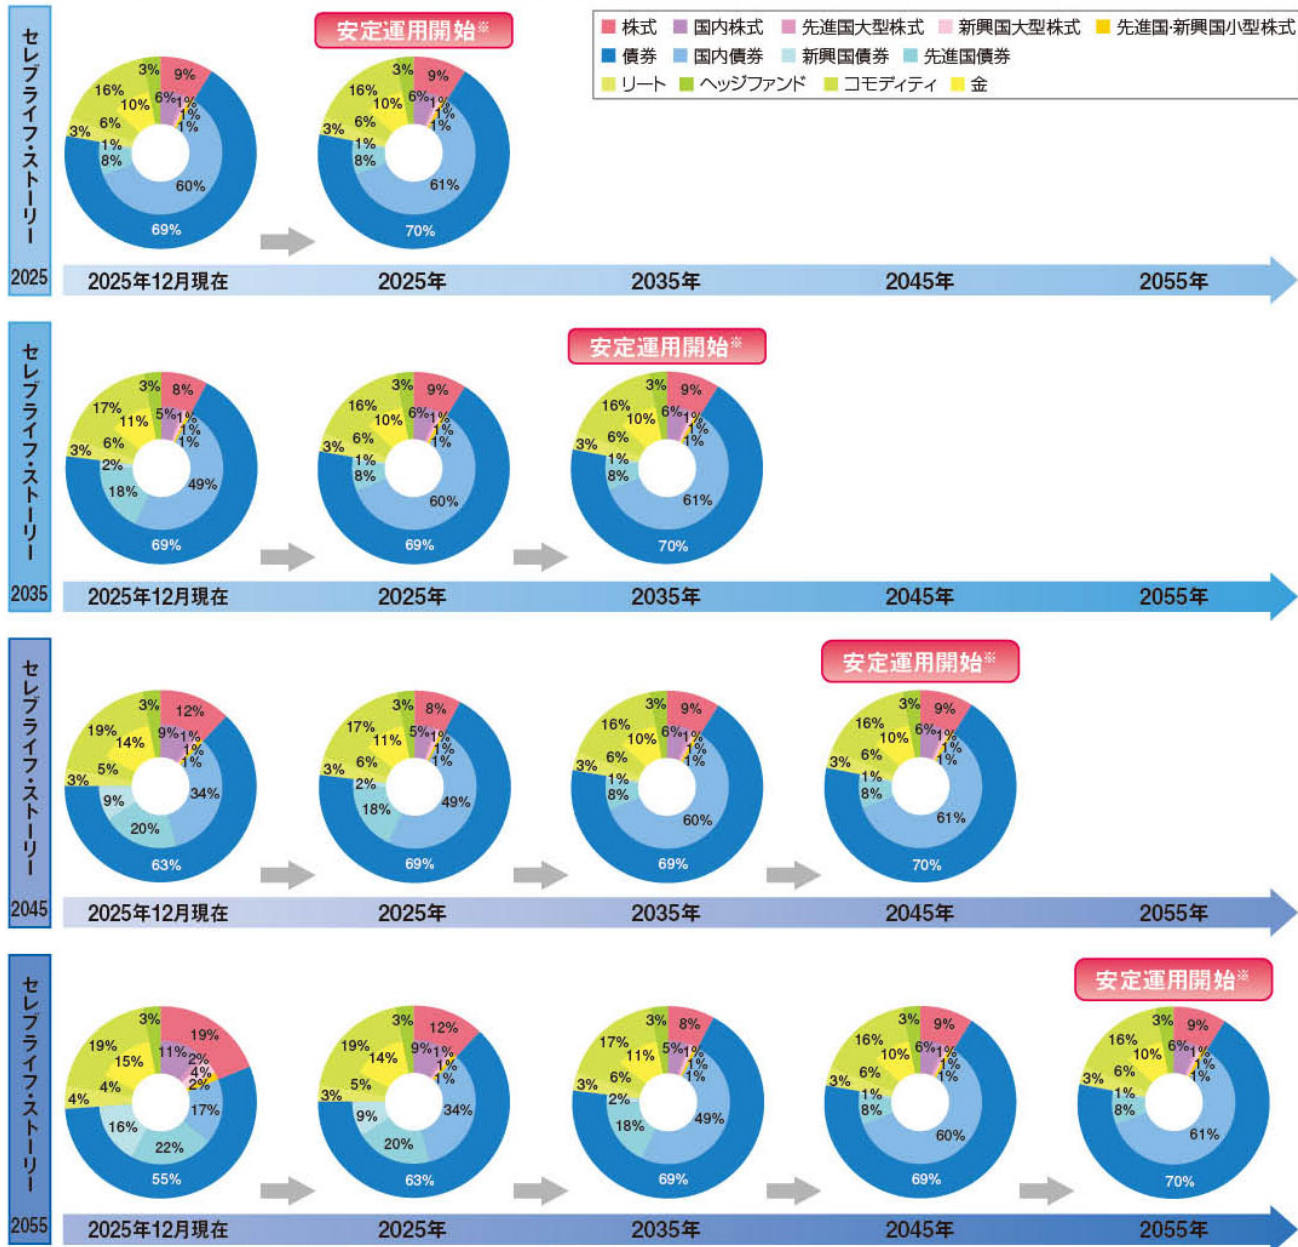 株式 国内株式 先進国大型株式 新興国大型株式 先進国・新興国小型株式
債券 国内債券 新興国債券 先進国債券
リート ヘッジファンド コモディティ 金
セレブライフ・ストーリー
2025
安定運用開始※
3% 9% 16% 10% 6% 1% 1% 1% 6% 3% 1% 8% 60% 69%
3% 9% 16% 10% 6% 1% 1% 1% 6% 3% 1% 8% 61% 70%
2025年12月現在 2025年 2035年 2045年 2055年
セレブライフ・ストーリー
2035
安定運用開始※
3% 8% 17% 11% 5% 1% 1% 1% 6% 3% 2% 18% 49% 69%
3% 9% 16% 10% 6% 1% 1% 1% 6% 3% 1% 8% 60% 69%
3% 9% 16% 10% 6% 1% 1% 1% 6% 3% 1% 8% 61% 70%
2025年12月現在 2025年 2035年 2045年 2055年
セレブライフ・ストーリー
2045
安定運用開始※
3% 12% 19% 14% 9% 1% 1% 1% 5% 3% 9% 34% 20% 63%
3% 8% 17% 11% 5% 1% 1% 1% 6% 3% 2% 18% 49% 69%
3% 9% 16% 10% 6% 1% 1% 1% 6% 3% 1% 8% 60% 69%
3% 9% 16% 10% 6% 1% 1% 1% 6% 3% 1% 8% 61% 70%
2025年12月現在 2025年 2035年 2045年 2055年
セレブライフ・ストーリー
2055
安定運用開始※
3% 19% 19% 15% 11% 2% 4% 2% 4% 4% 17% 16% 22% 55%
3% 12% 19% 14% 9% 1% 1% 1% 5% 3% 9% 34% 20% 63%
3% 8% 17% 11% 5% 1% 1% 1% 6% 3% 2% 18% 49% 69%
3% 9% 16% 10% 6% 1% 1% 1% 6% 3% 1% 8% 60% 69%
3% 9% 16% 10% 6% 1% 1% 1% 6% 3% 1% 8% 61% 70%
2025年12月現在 2025年 2035年 2045年 2055年